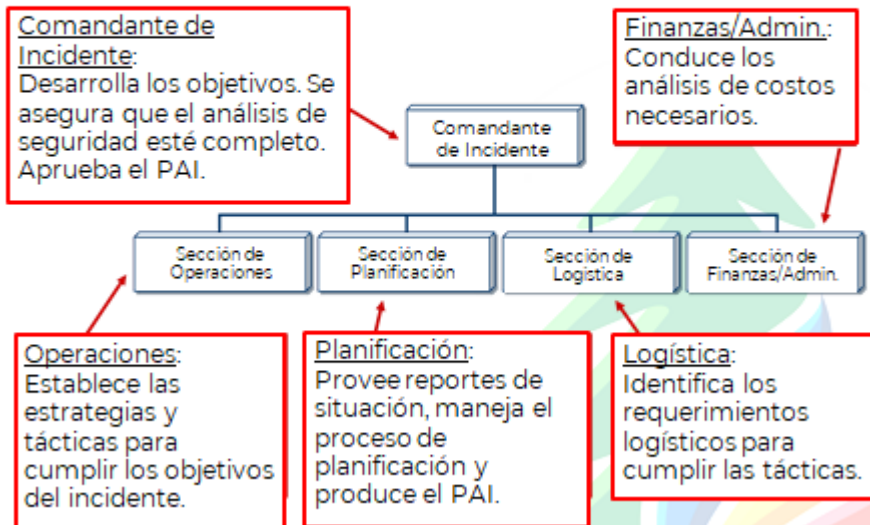 Comandante de
Incidente:
Desarrolla los objetivos. Se
asegura que el análisis de
seguridad esté completo.
Aprueba el PAI.
Finanzas/Admin.:
Conduce los
análisis de costos
necesarios.
Comandante
de Incidente
Sección de
Operaciones
Sección de
Planificación
Sección de
Logística
Sección de
Finanzas/Admin.
Operaciones:
Establece las
estrategias y
tácticas para
cumplir los objetivos
del incidente.
Planificación:
Provee reportes de
situación, maneja el
proceso de
planificación y
produce el PAI.
Logística:
Identifica los
requerimientos
logísticos para
cumplir las tácticas.